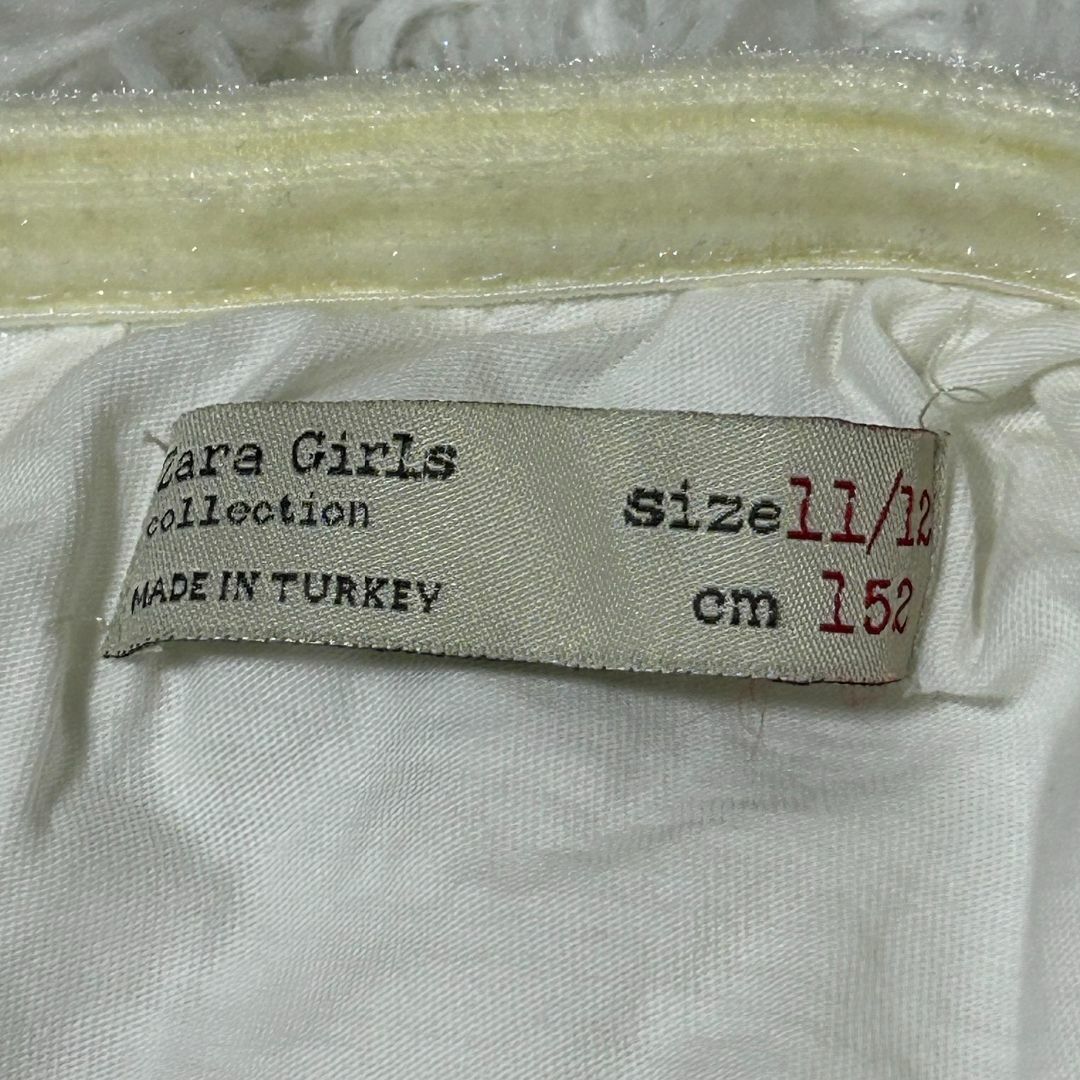 Zara Girls
collection
MADE IN TURKEY
size 11/12
cm 152